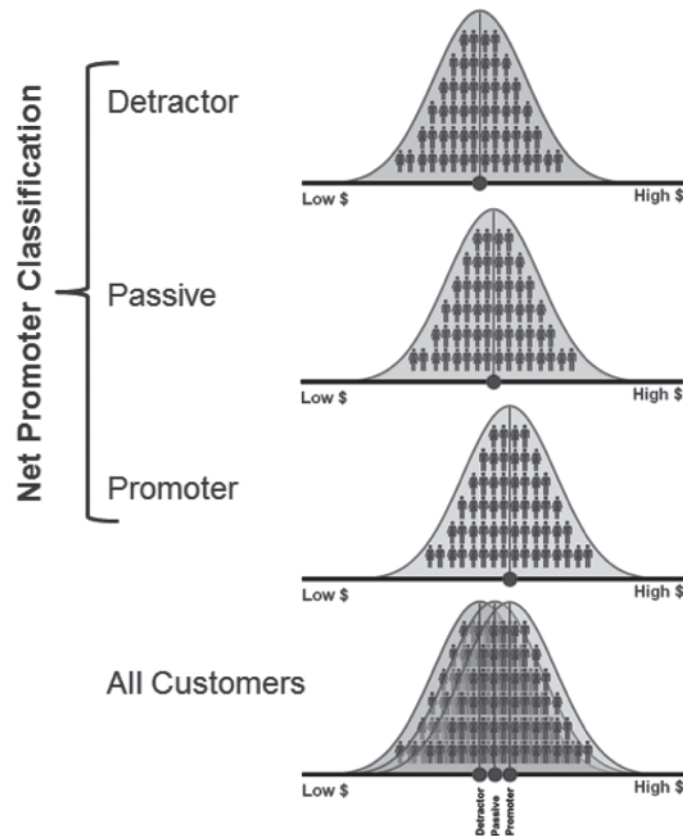 Net Promoter Classification
Detractor
Low $
High $
Passive
Low $
High $
Promoter
Low $
High $
All Customers
Low $
High $
Detractor
Passive
Promoter